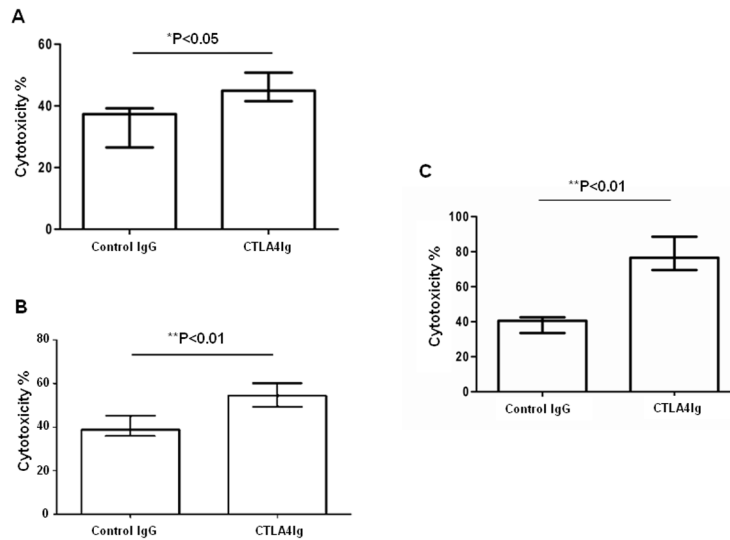 A
*P<0.05
Cytotoxicity %
60
40
20
0
Control IgG CTLA4Ig
B
**P<0.01
Cytotoxicity %
80
60
40
20
0
Control IgG CTLA4Ig
C
**P<0.01
Cytotoxicity %
100
80
60
40
20
0
Control IgG CTLA4Ig